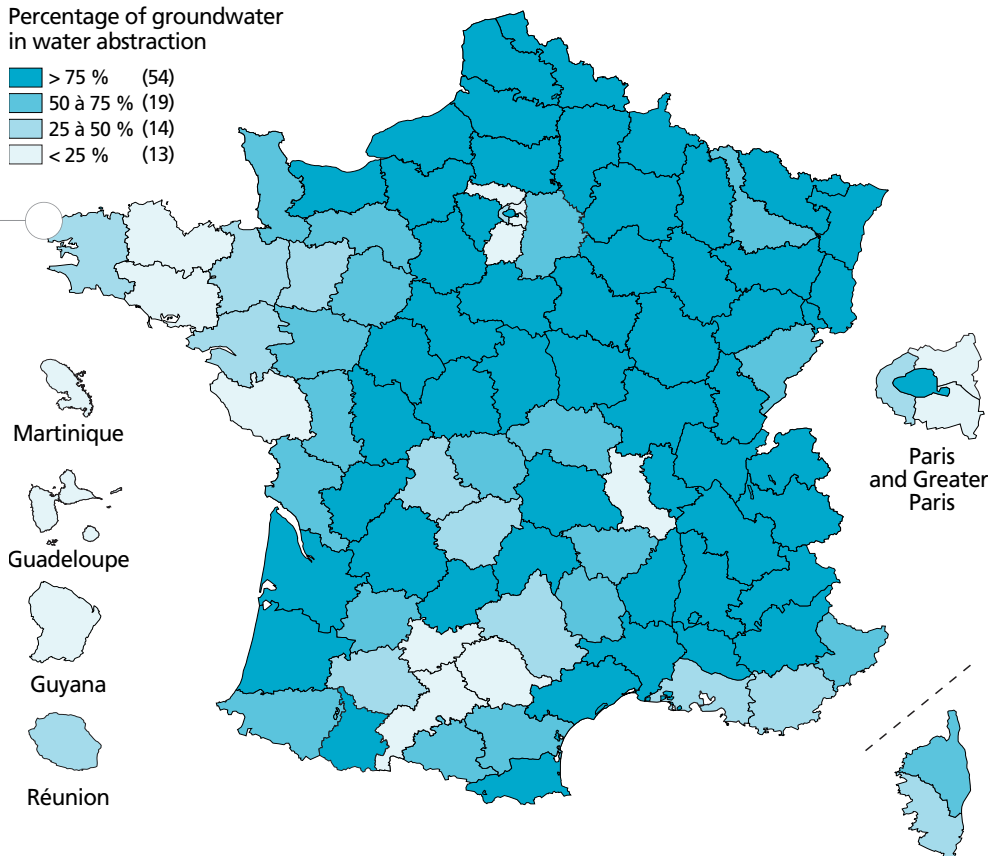 Percentage of groundwater
in water abstraction
> 75 % (54)
50 à 75 % (19)
25 à 50 % (14)
< 25 % (13)
Martinique
Guadeloupe
Guyana
Réunion
Paris
and Greater
Paris